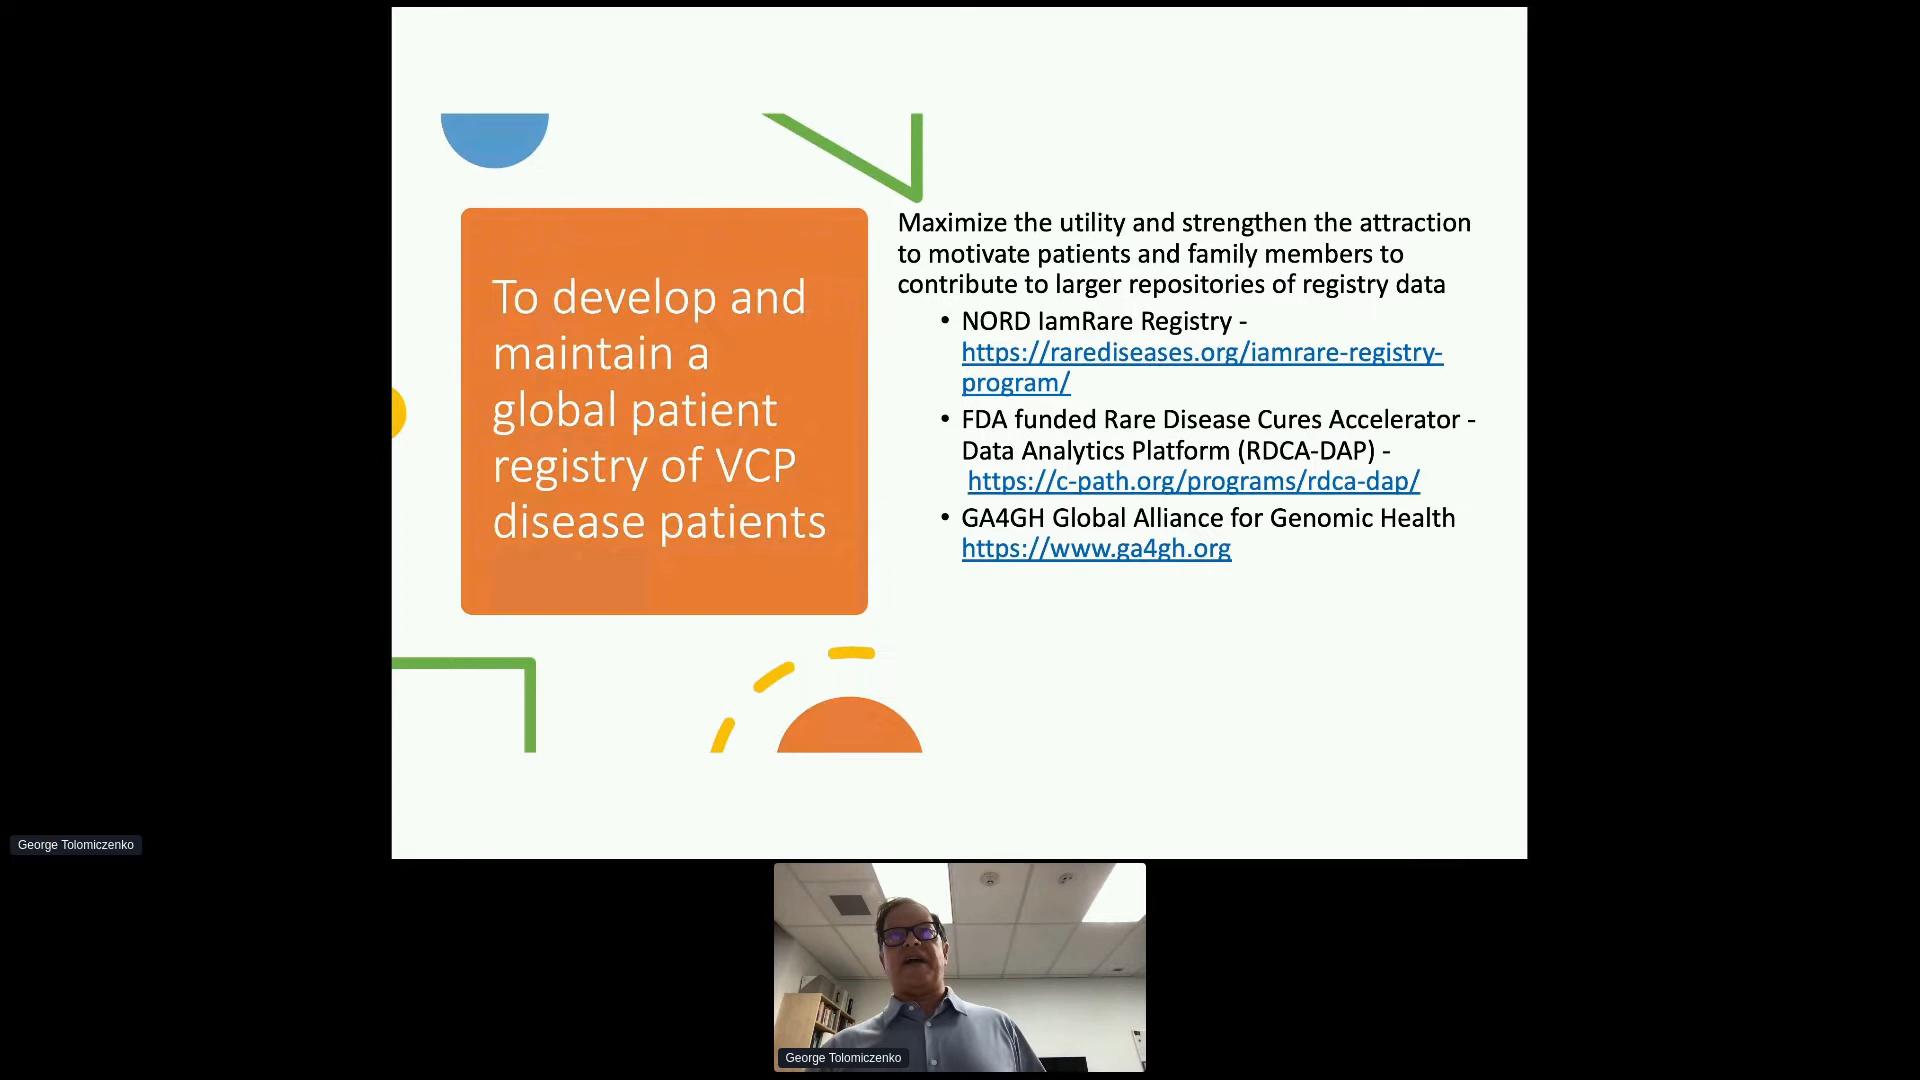 To develop and
maintain a
global patient
registry of VCP
disease patients
Maximize the utility and strengthen the attraction
to motivate patients and family members to
contribute to larger repositories of registry data
• NORD IamRare Registry -
https://rarediseases.org/iamrare-registry-
program/
• FDA funded Rare Disease Cures Accelerator -
Data Analytics Platform (RDCA-DAP) -
https://c-path.org/programs/rdca-dap/
• GA4GH Global Alliance for Genomic Health
https://www.ga4gh.org
George Tolomiczenko
George Tolomiczenko